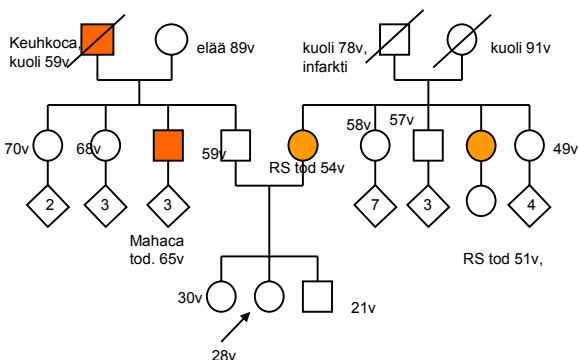 Keuhkoca,
kuoli 59v
elää 89v
kuoli 78v,
infarkti
kuoli 91v
70v
68v
59v
RS tod 54v
58v
57v
49v
2
3
3
7
3
4
Mahaca
tod. 65v
RS tod 51v,
30v
21v
28v